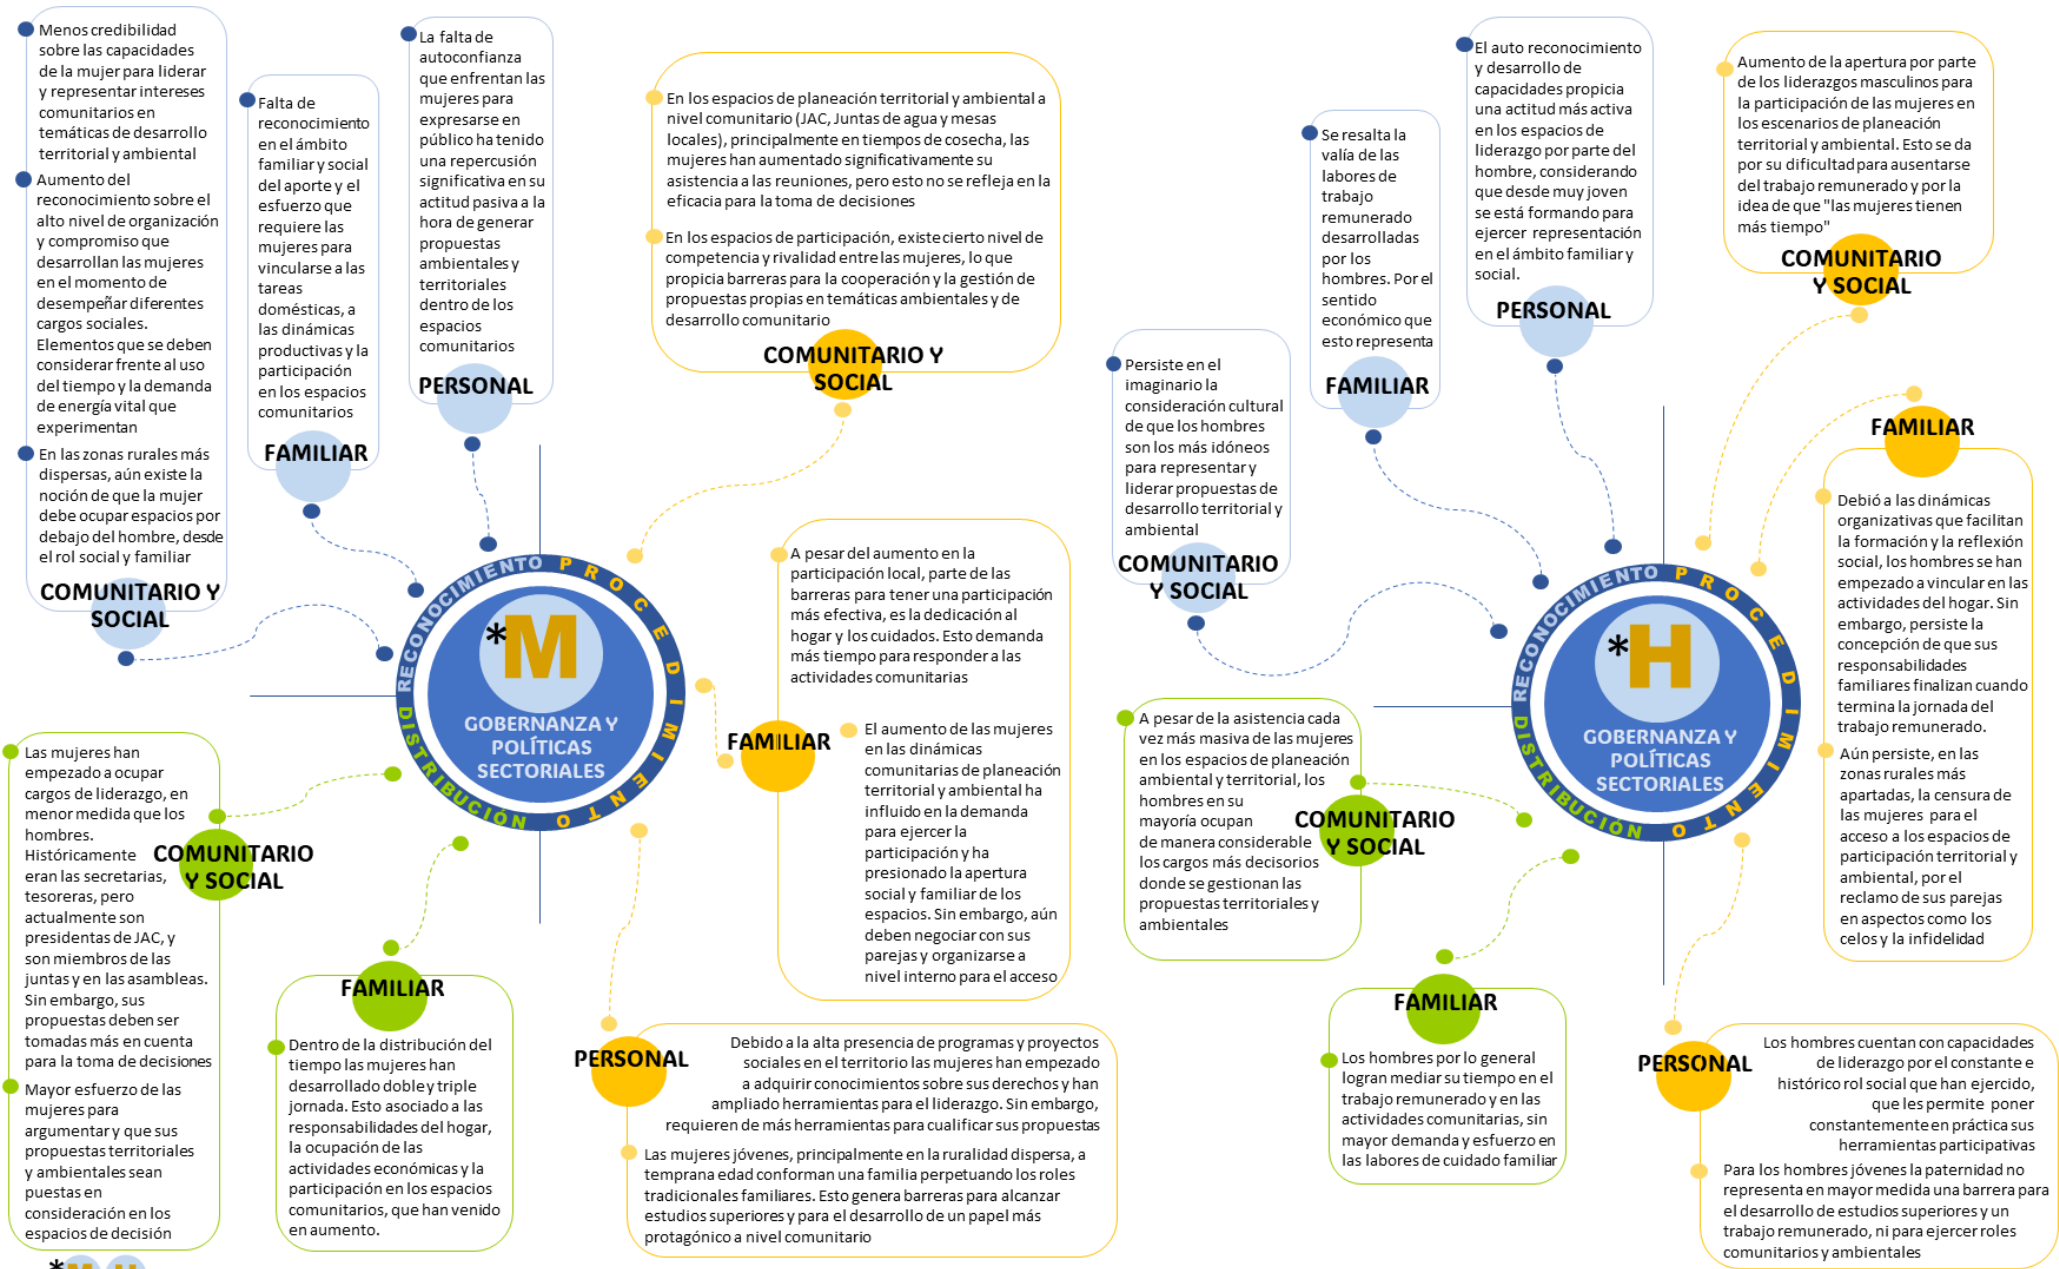 Menos credibilidad
sobre las capacidades
de la mujer para liderar
y representar intereses
comunitarios en
temáticas de desarrollo
territorial y ambiental
Aumento del
reconocimiento sobre el
alto nivel de organización
y compromiso que
desarrollan las mujeres
en el momento de
desempeñar diferentes
cargos sociales.
Elementos que se deben
considerar frente al uso
del tiempo y la demanda
de energía vital que
experimentan
En las zonas rurales más
dispersas, aún existe la
noción de que la mujer
debe ocupar espacios por
debajo del hombre, desde
el rol social y familiar
COMUNITARIO Y
SOCIAL
Falta de
reconocimiento
en el ámbito
familiar y social
del aporte y el
esfuerzo que
requiere las
mujeres para
vincularse a las
tareas
domésticas, a
las dinámicas
productivas y la
participación
en los espacios
comunitarios
FAMILIAR
La falta de
autoconfianza
que enfrentan las
mujeres para
expresarse en
público ha tenido
una repercusión
significativa en su
actitud pasiva a la
hora de generar
propuestas
ambientales y
territoriales
dentro de los
espacios
comunitarios
PERSONAL
En los espacios de planeación territorial y ambiental a
nivel comunitario (JAC, Juntas de agua y mesas
locales), principalmente en tiempos de cosecha, las
mujeres han aumentado significativamente su
asistencia a las reuniones, pero esto no se refleja en la
eficacia para la toma de decisiones
En los espacios de participación, existe cierto nivel de
competencia y rivalidad entre las mujeres, lo que
propicia barreras para la cooperación y la gestión de
propuestas propias en temáticas ambientales y de
desarrollo comunitario
COMUNITARIO Y
SOCIAL
A pesar del aumento en la
participación local, parte de las
barreras para tener una participación
más efectiva, es la dedicación al
hogar y los cuidados. Esto demanda
más tiempo para responder a las
actividades comunitarias
FAMILIAR
El aumento de las mujeres
en las dinámicas
comunitarias de planeación
territorial y ambiental ha
influido en la demanda
para ejercer la
participación y ha
presionado la apertura
social y familiar de los
espacios. Sin embargo, aún
deben negociar con sus
parejas y organizarse a
nivel interno para el acceso
RECONOCIMIENTO
PROCEDIMIENTO
DISTRIBUCIÓN
*M
GOBERNANZA Y
POLÍTICAS
SECTORIALES
Las mujeres han
empezado a ocupar
cargos de liderazgo, en
menor medida que los
hombres.
Históricamente
eran las secretarias,
tesoreras, pero
actualmente son
presidentas de JAC, y
son miembros de las
juntas y en las asambleas.
Sin embargo, sus
propuestas deben ser
tomadas más en cuenta
para la toma de decisiones
Mayor esfuerzo de las
mujeres para
argumentar y que sus
propuestas territoriales
y ambientales sean
puestas en
consideración en los
espacios de decisión
COMUNITARIO
Y SOCIAL
FAMILIAR
Dentro de la distribución del
tiempo las mujeres han
desarrollado doble y triple
jornada. Esto asociado a las
responsabilidades del hogar,
la ocupación de las
actividades económicas y la
participación en los espacios
comunitarios, que han venido
en aumento.
PERSONAL
Debido a la alta presencia de programas y proyectos
sociales en el territorio las mujeres han empezado
a adquirir conocimientos sobre sus derechos y han
ampliado herramientas para el liderazgo. Sin embargo,
requieren de más herramientas para cualificar sus propuestas
Las mujeres jóvenes, principalmente en la ruralidad dispersa, a
temprana edad conforman una familia perpetuando los roles
tradicionales familiares. Esto genera barreras para alcanzar
estudios superiores y para el desarrollo de un papel más
protagónico a nivel comunitario
*M H
Persiste en el
imaginario la
consideración cultural
de que los hombres
son los más idóneos
para representar y
liderar propuestas de
desarrollo territorial y
ambiental
COMUNITARIO
Y SOCIAL
Se resalta la
valía de las
labores de
trabajo
remunerado
desarrolladas
por los
hombres. Por el
sentido
económico que
esto representa
FAMILIAR
El auto reconocimiento
y desarrollo de
capacidades propicia
una actitud más activa
en los espacios de
liderazgo por parte del
hombre, considerando
que desde muy joven
se está formando para
ejercer representación
en el ámbito familiar y
social.
PERSONAL
Aumento de la apertura por parte
de los liderazgos masculinos para
la participación de las mujeres en
los escenarios de planeación
territorial y ambiental. Esto se da
por su dificultad para ausentarse
del trabajo remunerado y por la
idea de que "las mujeres tienen
más tiempo"
COMUNITARIO
Y SOCIAL
FAMILIAR
Debió a las dinámicas
organizativas que facilitan
la formación y la reflexión
social, los hombres se han
empezado a vincular en las
actividades del hogar. Sin
embargo, persiste la
concepción de que sus
responsabilidades
familiares finalizan cuando
termina la jornada del
trabajo remunerado.
Aún persiste, en las
zonas rurales más
apartadas, la censura de
las mujeres para el
acceso a los espacios de
participación territorial y
ambiental, por el
reclamo de sus parejas
en aspectos como los
celos y la infidelidad
RECONOCIMIENTO
PROCEDIMIENTO
DISTRIBUCIÓN
*H
GOBERNANZA Y
POLÍTICAS
SECTORIALES
A pesar de la asistencia cada
vez más masiva de las mujeres
en los espacios de planeación
ambiental y territorial, los
hombres en su
mayoría ocupan
de manera considerable
los cargos más decisorios
donde se gestionan las
propuestas territoriales y
ambientales
COMUNITARIO
Y SOCIAL
FAMILIAR
Los hombres por lo general
logran mediar su tiempo en el
trabajo remunerado y en las
actividades comunitarias, sin
mayor demanda y esfuerzo en
las labores de cuidado familiar
PERSONAL
Los hombres cuentan con capacidades
de liderazgo por el constante e
histórico rol social que han ejercido,
que les permite poner
constantemente en práctica sus
herramientas participativas
Para los hombres jóvenes la paternidad no
representa en mayor medida una barrera para
el desarrollo de estudios superiores y un
trabajo remunerado, ni para ejercer roles
comunitarios y ambientales